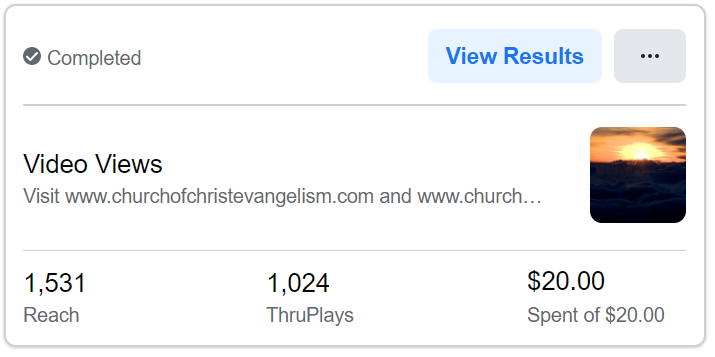 Completed
View Results
...
Video Views
Visit www.churchofchristevangelism.com and www.church…
1,531
Reach
1,024
ThruPlays
$20.00
Spent of $20.00